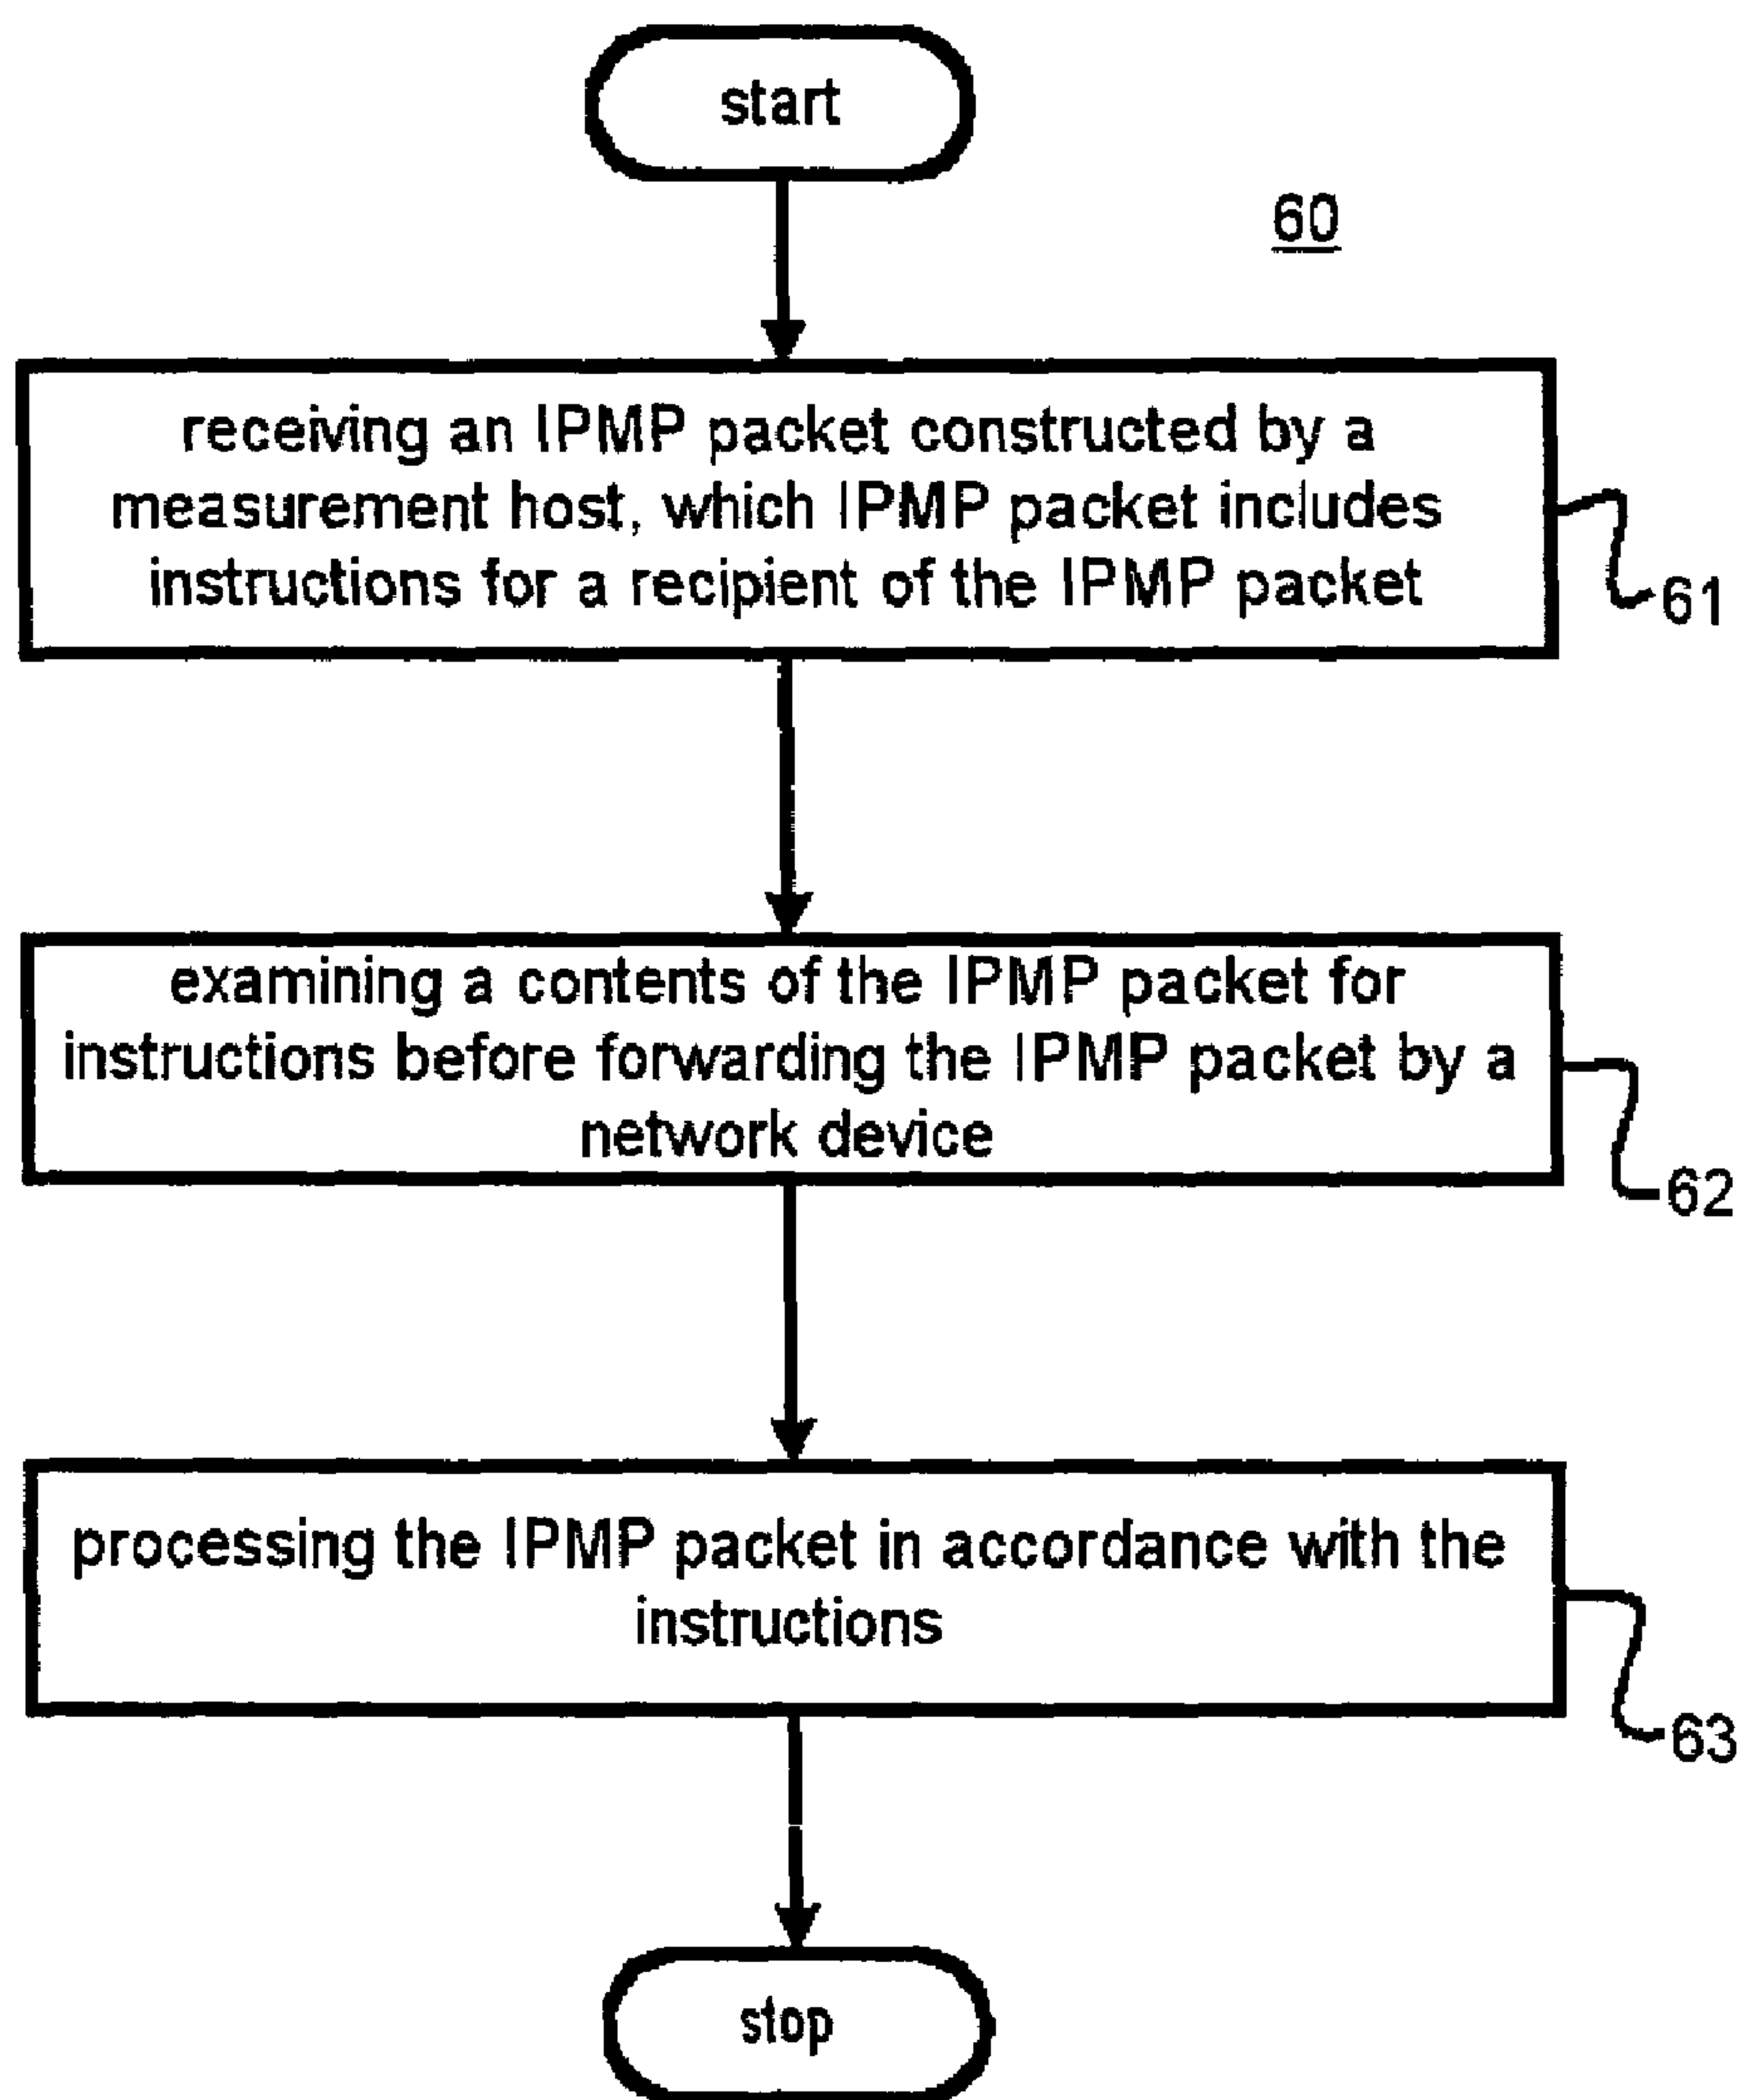 start
60
receiving an IPMP packet constructed by a
measurement host, which IPMP packet includes
instructions for a recipient of the IPMP packet
61
examining a contents of the IPMP packet for
instructions before forwarding the IPMP packet by a
network device
62
processing the IPMP packet in accordance with the
instructions
63
stop